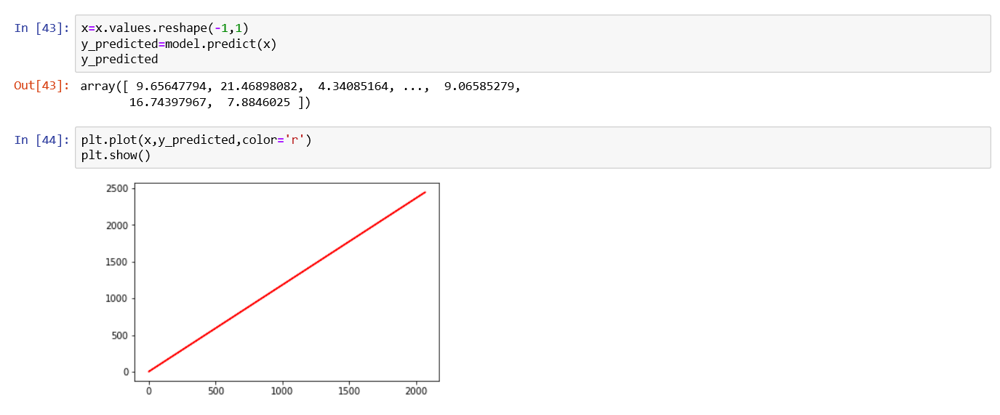 In [43]: x=x.values.reshape(-1,1)
y_predicted=model.predict(x)
y_predicted
Out[43]: array([ 9.65647794, 21.46898082,  4.34085164, ...,  9.06585279,
16.74397967,  7.8846025 ])
In [44]: plt.plot(x,y_predicted,color='r')
plt.show()
2500
2000
1500
1000
500
0
0 500 1000 1500 2000